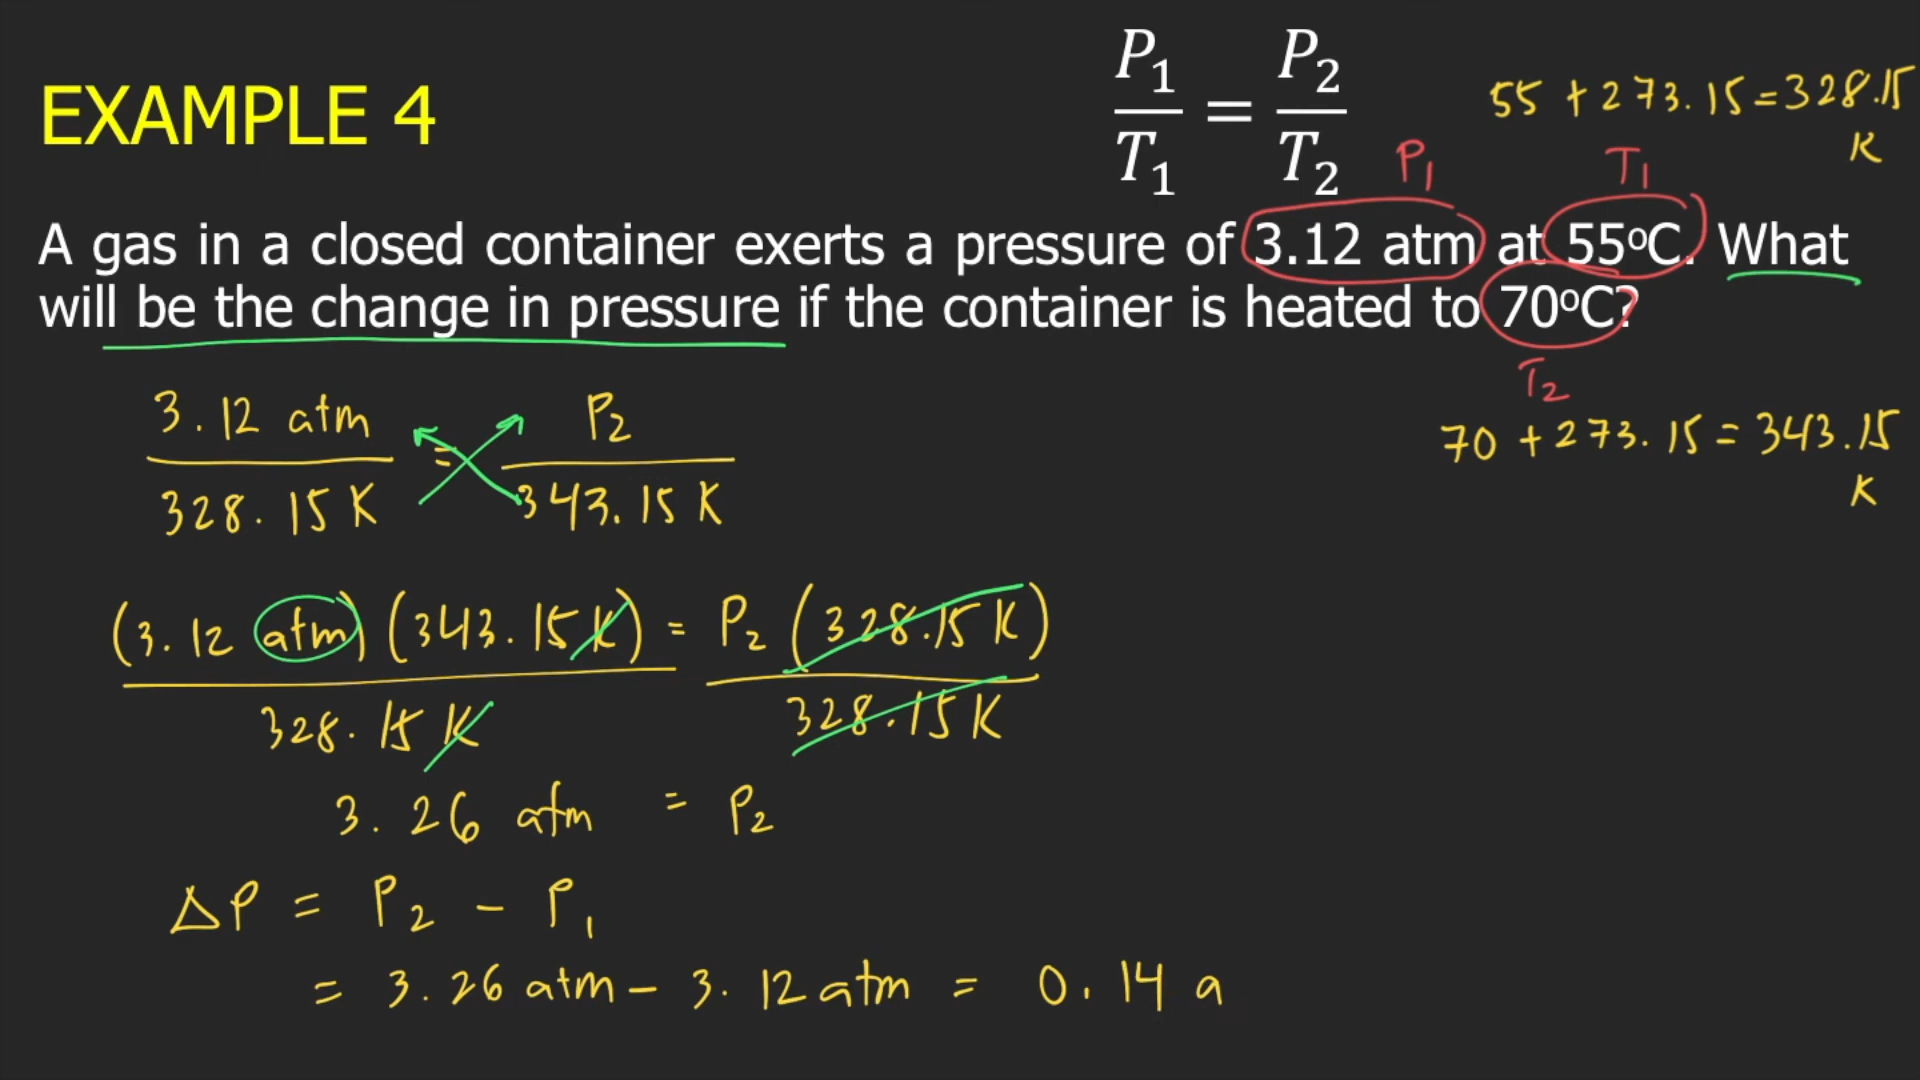 P₁/T₁ = P₂/T₂
55 + 273.15 = 328.15
K
EXAMPLE 4
P₁ T₁
A gas in a closed container exerts a pressure of 3.12 atm at 55°C. What
will be the change in pressure if the container is heated to 70°C?
T₂
70 + 273.15 = 343.15
K
3.12 atm = P₂
328.15 K 343.15 K
(3.12 atm) (343.15 K) = P₂ (328.15 K)
328.15 K 328.15 K
3.26 atm = P₂
ΔP = P₂ - P₁
= 3.26 atm - 3.12 atm = 0.14 a